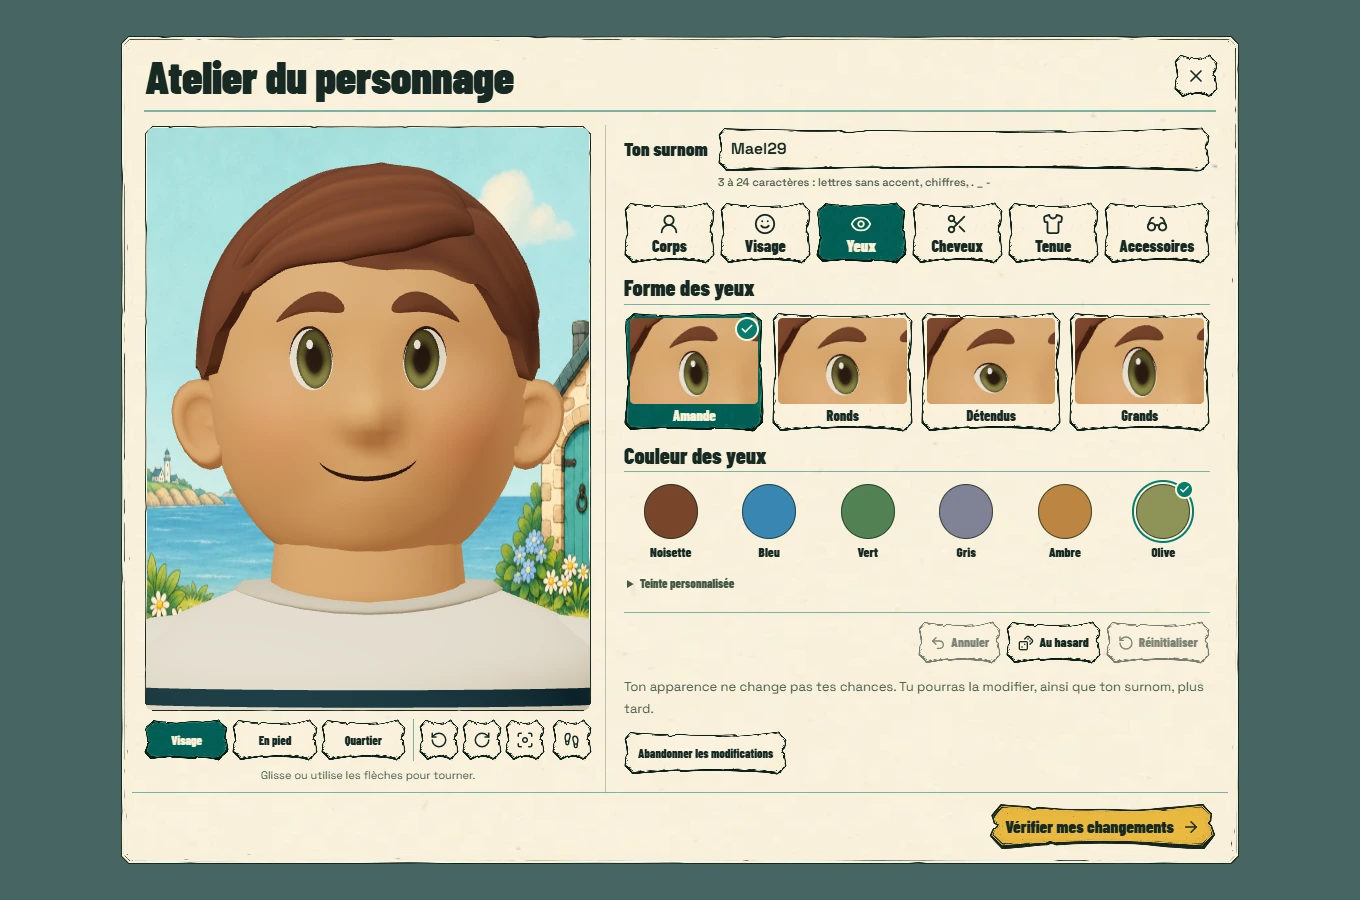 Atelier du personnage
Ton surnom
Mael29
3 à 24 caractères : lettres sans accent, chiffres, . _ -
Corps
Visage
Yeux
Cheveux
Tenue
Accessoires
Forme des yeux
Amande
Ronds
Détendus
Grands
Couleur des yeux
Noisette
Bleu
Vert
Gris
Ambre
Olive
Teinte personnalisée
Annuler
Au hasard
Réinitialiser
Ton apparence ne change pas tes chances. Tu pourras la modifier, ainsi que ton surnom, plus
tard.
Abandonner les modifications
Visage
En pied
Quartier
Glisse ou utilise les flèches pour tourner.
Vérifier mes changements